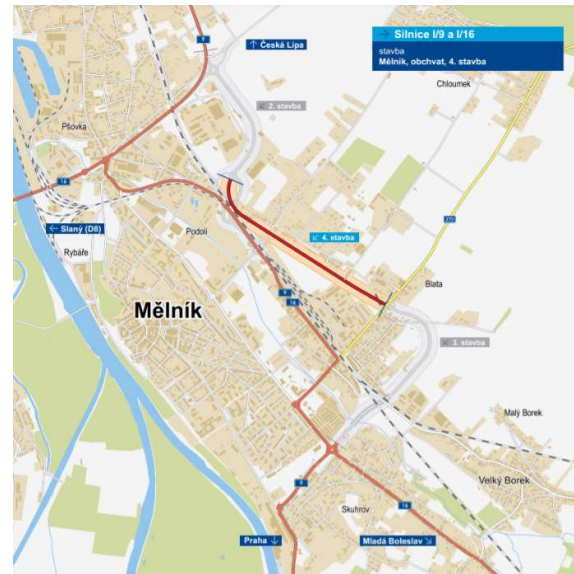 → Silnice I/9 a I/16
stavba
Mělník, obchvat, 4. stavba
9
↑ Česká Lípa
Chloumek
2. stavba
Pšovka
16
← Slaný (D8)
Rybáře
Podolí
4. stavba
Blata
9
16
Mělník
3. stavba
Malý Borek
Velký Borek
9
Skuhrov
16
Praha ↓
Mladá Boleslav ↘